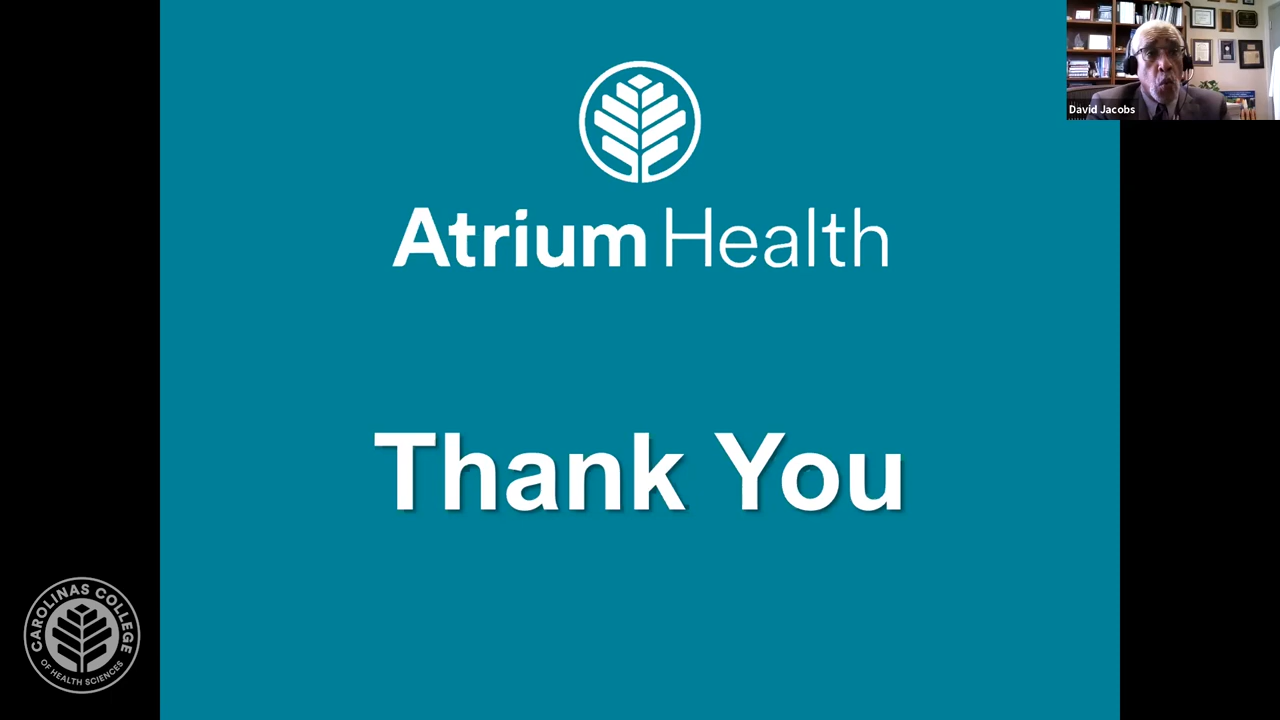 Atrium Health
Thank You
David Jacobs
CAROLINAS COLLEGE
OF HEALTH SCIENCES